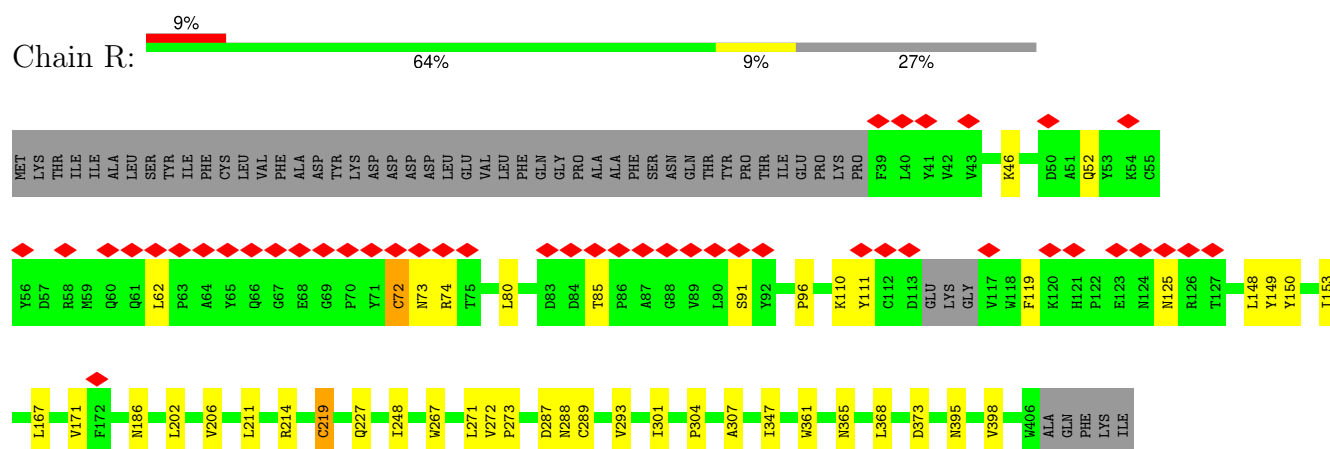 9%
Chain R:
64% 9% 27%
MET LYS THR ILE ILE ALA LEU SER TYR ILE PHE CYS LEU VAL PHE ALA ASP TYR LYS ASP ASP ASP ASP LEU GLU VAL LEU PHE GLN GLY PRO ALA ALA PHE SER ASN GLN THR TYR PRO THR ILE GLU PRO LYS PRO F39 L40 Y41 V42 V43 K46 D50 A51 Q52 Y53 K54 C55
Y56 D57 R58 M59 Q60 Q61 L62 P63 A64 Y65 Q66 G67 E68 G69 P70 Y71 C72 N73 R74 T75 L80 D83 D84 T85 P86 A87 G88 V89 L90 S91 Y92 P96 K110 Y111 C112 D113 GLU LYS GLY V117 W118 F119 K120 H121 P122 E123 N124 N125 R126 T127 L148 Y149 Y150 I153
L167 V171 F172 N186 L202 V206 L211 R214 C219 Q227 I248 W267 L271 V272 P273 D287 N288 C289 V293 I301 P304 A307 I347 W361 N365 L368 D373 N395 V398 W406 ALA GLN PHE LYS ILE